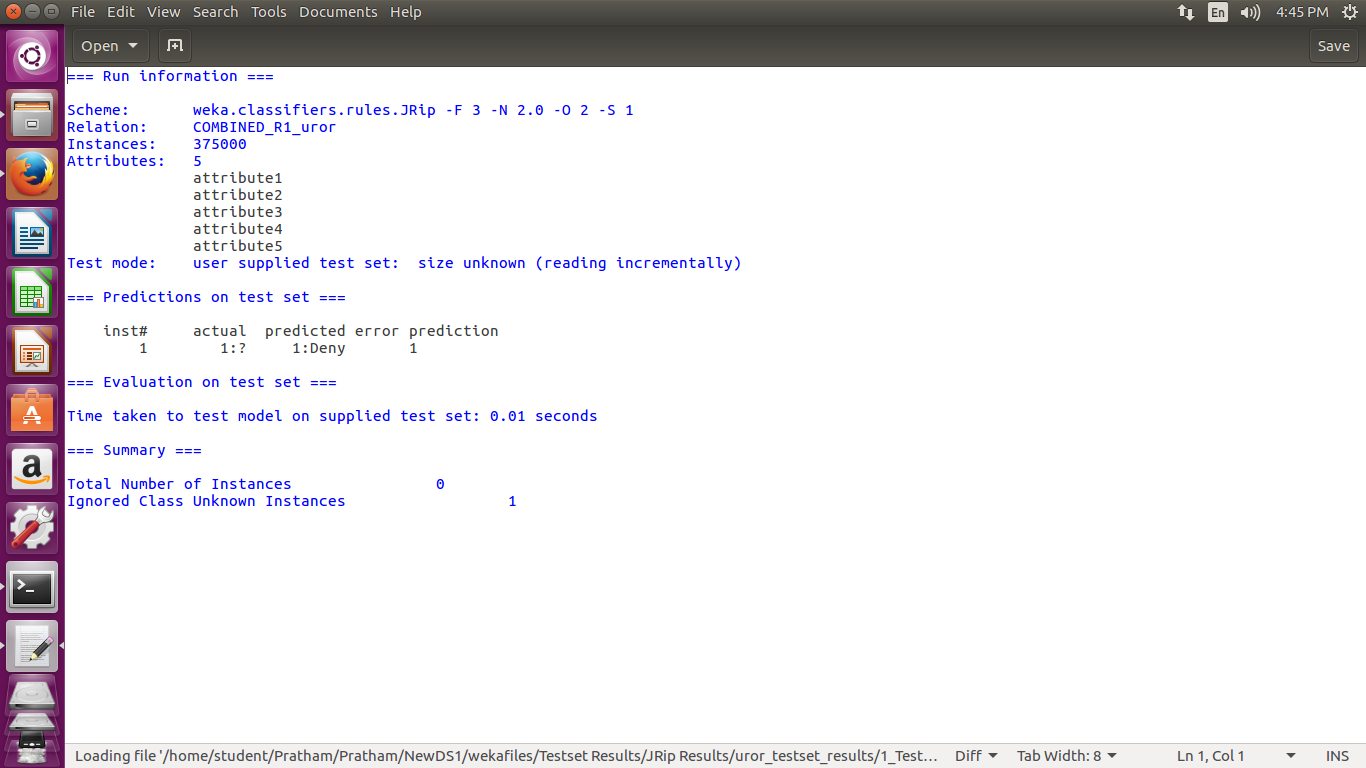 File Edit View Search Tools Documents Help En 4:45 PM
Open Save
=== Run information ===
Scheme: weka.classifiers.rules.JRip -F 3 -N 2.0 -O 2 -S 1
Relation: COMBINED_R1_uror
Instances: 375000
Attributes: 5
attribute1
attribute2
attribute3
attribute4
attribute5
Test mode: user supplied test set: size unknown (reading incrementally)
=== Predictions on test set ===
inst# actual predicted error prediction
1 1:? 1:Deny 1
=== Evaluation on test set ===
Time taken to test model on supplied test set: 0.01 seconds
=== Summary ===
Total Number of Instances 0
Ignored Class Unknown Instances 1
Loading file '/home/student/Pratham/Pratham/NewDS1/wekafiles/Testset Results/JRip Results/uror_testset_results/1_Test… Diff Tab Width: 8 Ln 1, Col 1 INS